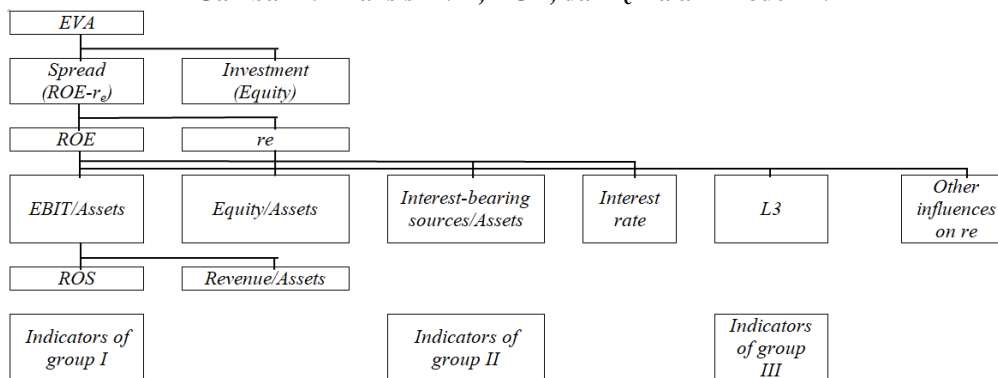 EVA
Spread
(ROE-re)
Investment
(Equity)
ROE
re
EBIT/Assets
Equity/Assets
Interest-bearing
sources/Assets
Interest
rate
L3
Other
influences
on re
ROS
Revenue/Assets
Indicators of
group I
Indicators of
group II
Indicators
of group
III